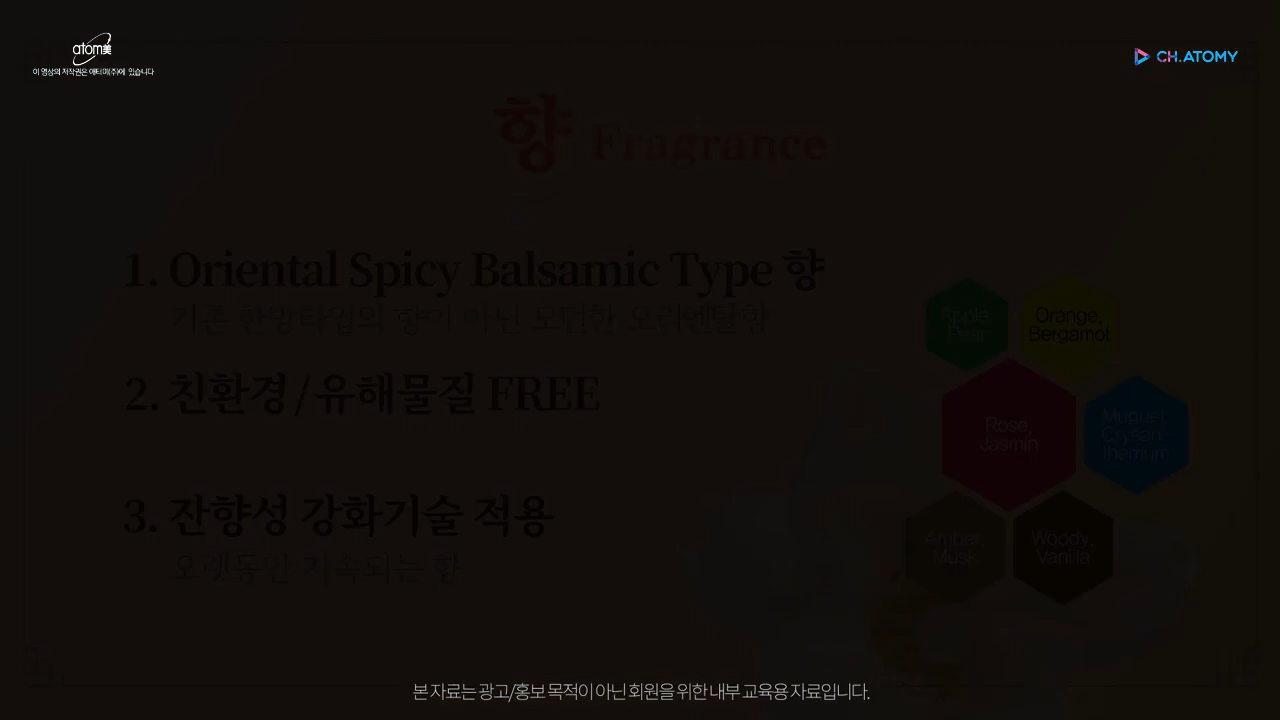 atom美
이 영상의 저작권은 애터미(주)에 있습니다
CH.ATOMY
향 Fragrance
1. Oriental Spicy Balsamic Type 향
기존 한방타입의 향이 아닌 모던한 오리엔탈향
2. 친환경/유해물질 FREE
3. 잔향성 강화기술 적용
오랫동안 지속되는 향
Apple,
Pear
Orange,
Bergamot
Rose,
Jasmin
Muguet,
Crysan-
themum
Amber,
Musk
Woody,
Vanilla
본 자료는 광고/홍보 목적이 아닌 회원을 위한 내부 교육용 자료입니다.